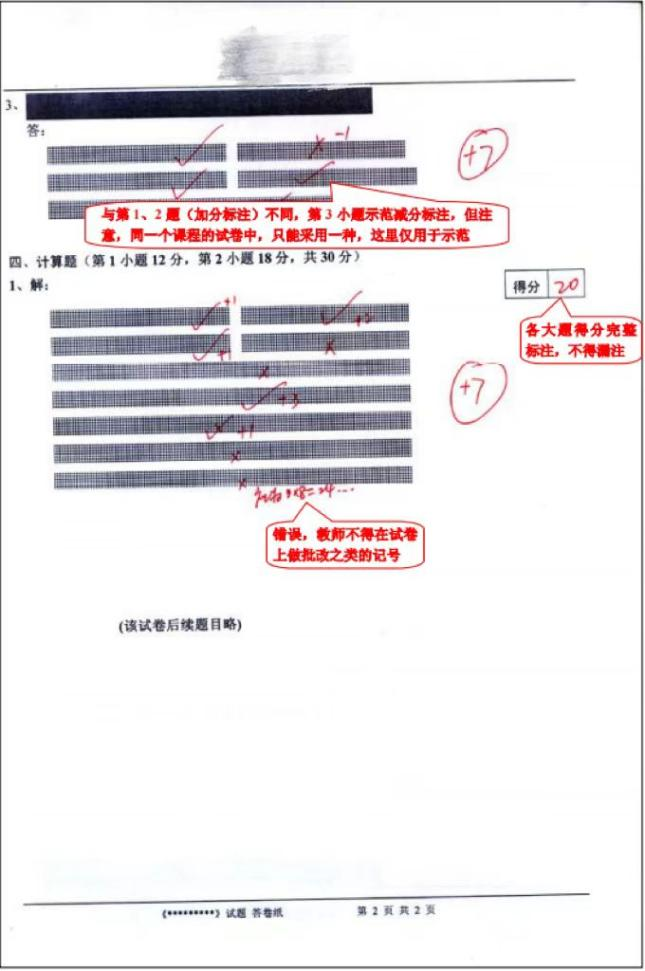 3、
答：
-1
+7
与第 1、2 题（加分标注）不同，第 3 小题示范减分标注，但注
意，同一个课程的试卷中，只能采用一种，这里仅用于示范
四、计算题（第 1 小题 12 分，第 2 小题 18 分，共 30 分）
1、解：
得分 20
各大题得分完整
标注，不得漏注
+1
+2
+1
+3
+7
+1
3×8=24…
错误，教师不得在试卷
上做批改之类的记号
(该试卷后续题目略)
《*********》试题 答卷纸 第 2 页 共 2 页